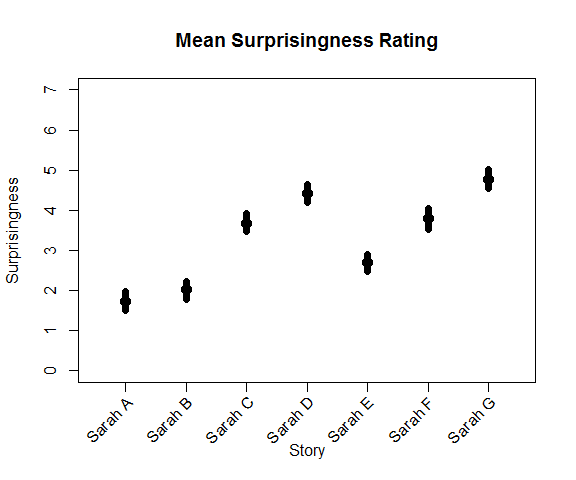 Mean Surprisingness Rating
Surprisingness
7
6
5
4
3
2
1
0
Sarah A
Sarah B
Sarah C
Sarah D
Sarah E
Sarah F
Sarah G
Story